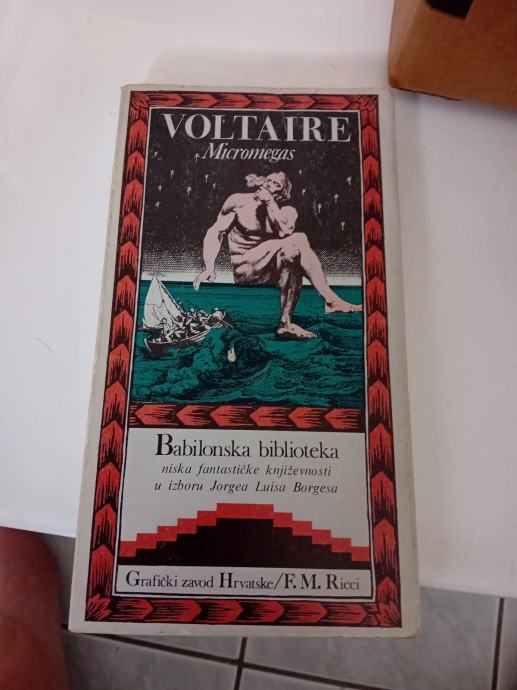 VOLTAIRE
Micromegas
Babilonska biblioteka
niska fantastičke književnosti
u izboru Jorgea Luisa Borgesa
Grafički zavod Hrvatske/F. M. Ricci